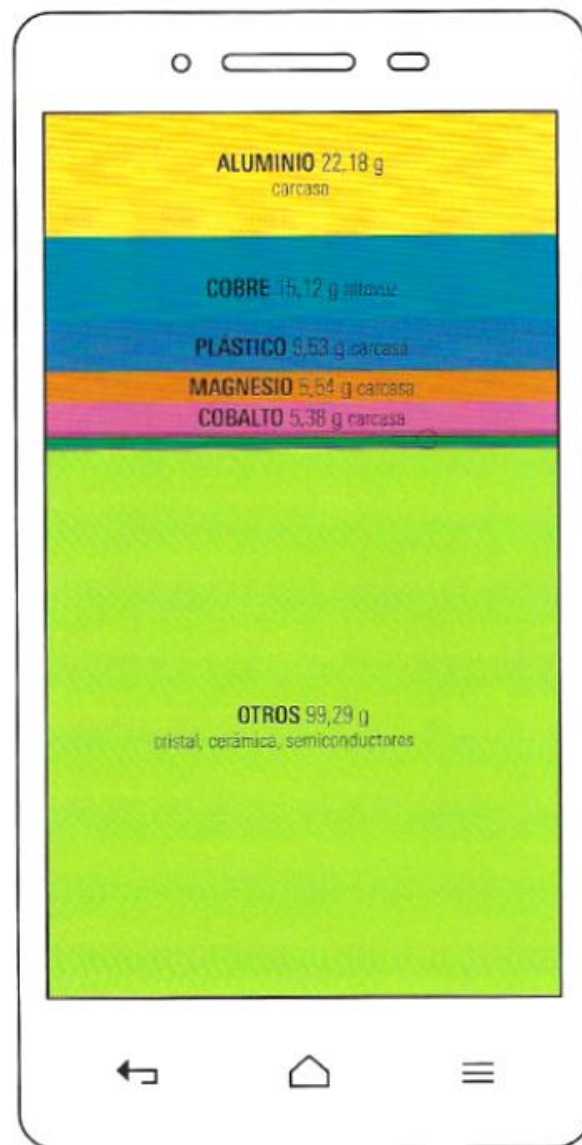 ALUMINIO 22,18 g
carcasa
COBRE 15,12 g altavoz
PLÁSTICO 9,53 g carcasa
MAGNESIO 5,54 g carcasa
COBALTO 5,38 g carcasa
OTROS 99,29 g
cristal, cerámica, semiconductores